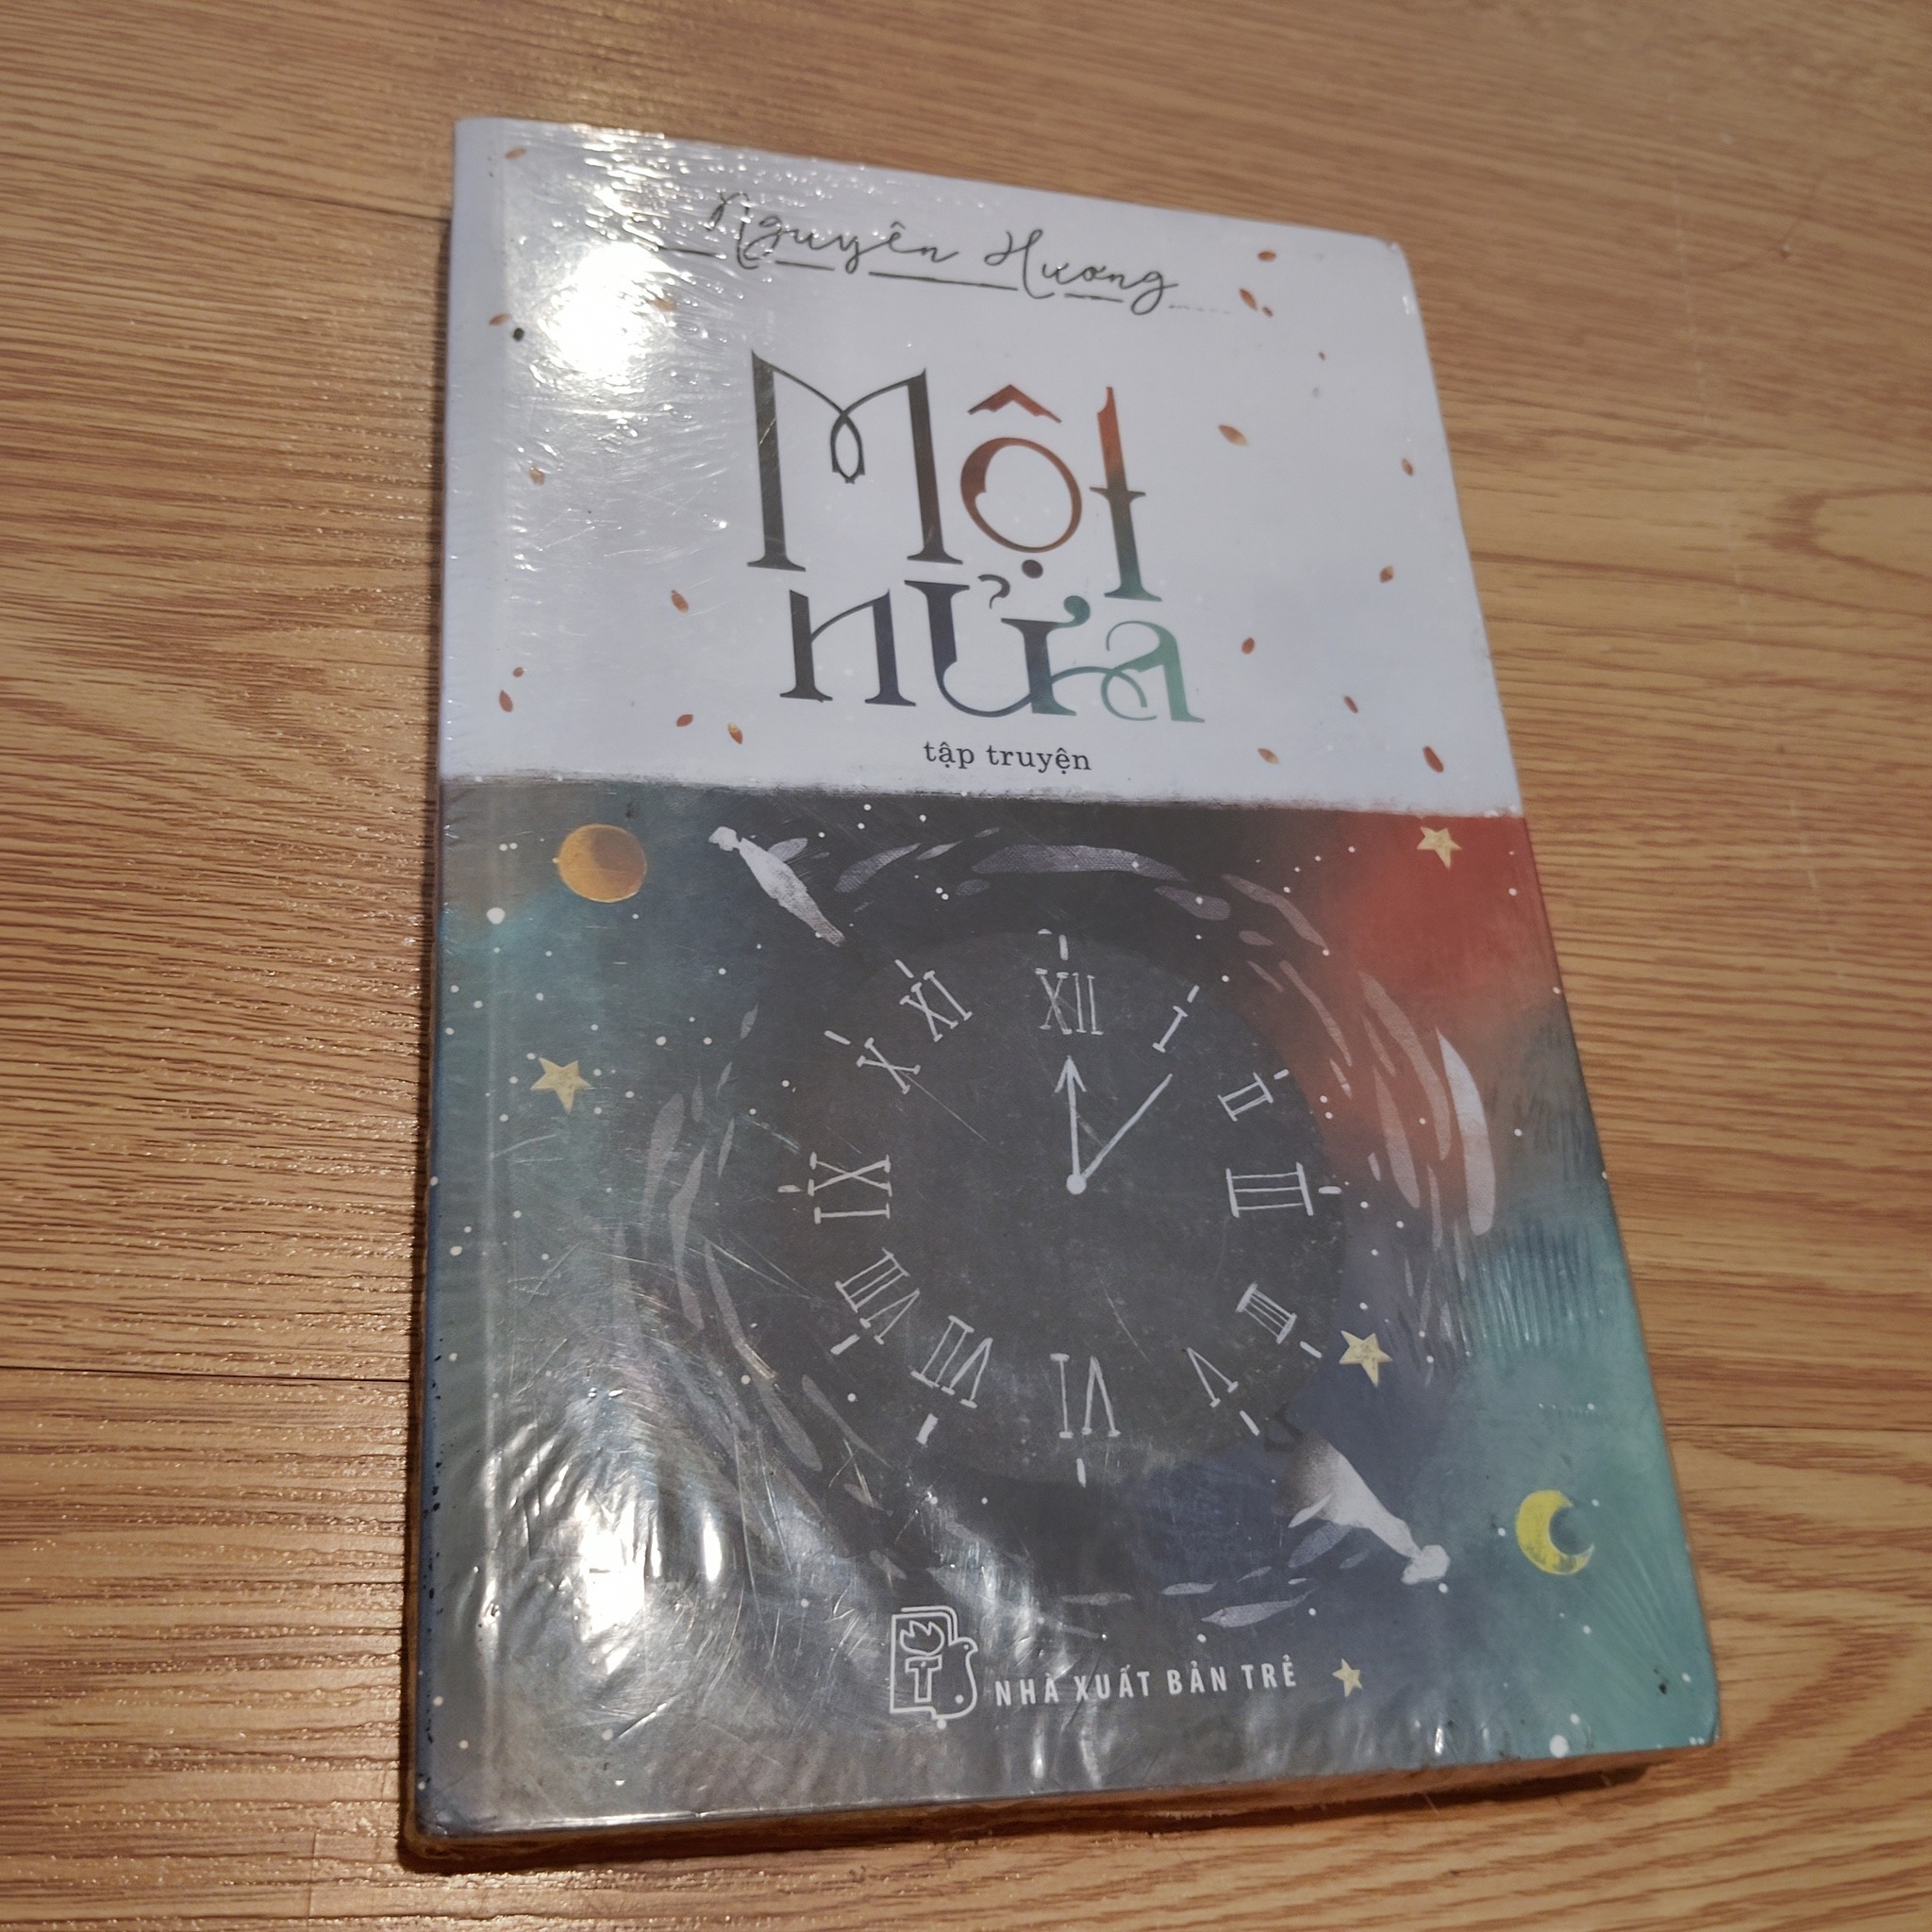 Nguyên Hương
Một
nửa
tập truyện
XII
I
II
III
IIII
V
VI
VII
VIII
IX
X
XI
T
NHÀ XUẤT BẢN TRẺ